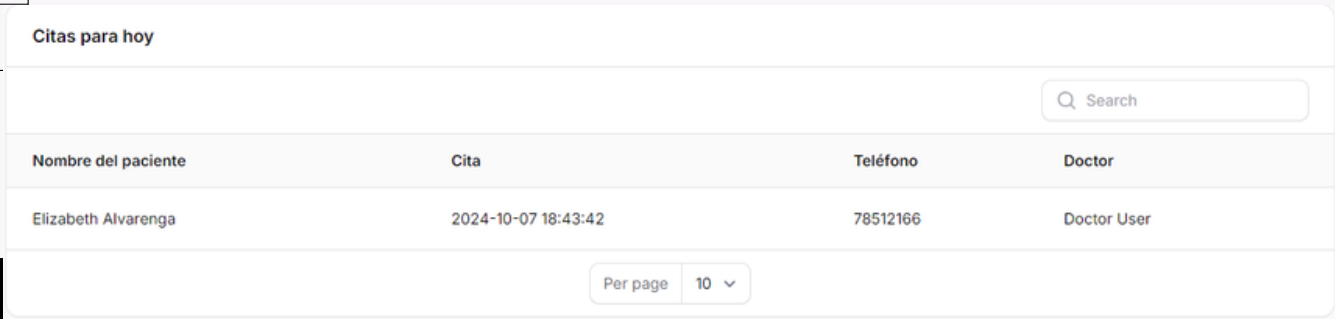 Citas para hoy
Search
Nombre del paciente Cita Teléfono Doctor
Elizabeth Alvarenga 2024-10-07 18:43:42 78512166 Doctor User
Per page 10